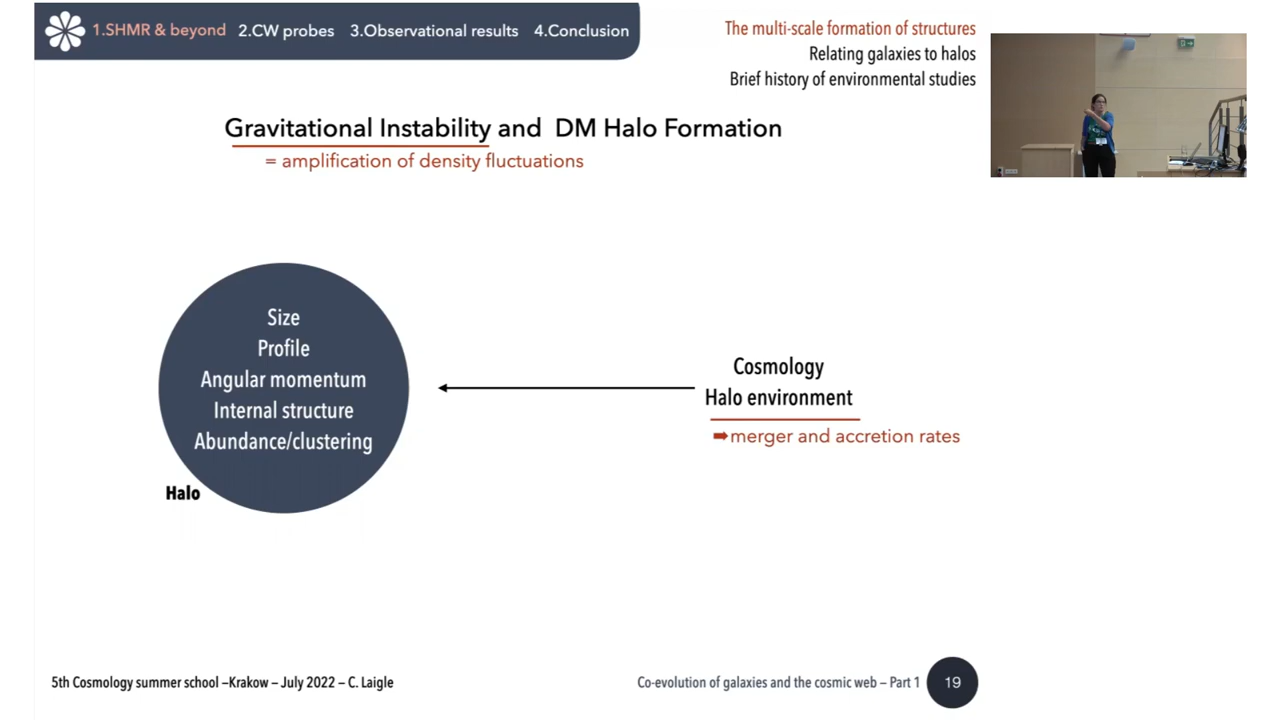 1.SHMR & beyond 2.CW probes 3.Observational results 4.Conclusion
The multi-scale formation of structures
Relating galaxies to halos
Brief history of environmental studies
Gravitational Instability and DM Halo Formation
= amplification of density fluctuations
Size
Profile
Angular momentum
Internal structure
Abundance/clustering
Halo
Cosmology
Halo environment
➡merger and accretion rates
5th Cosmology summer school –Krakow – July 2022 – C. Laigle
Co-evolution of galaxies and the cosmic web – Part 1
19